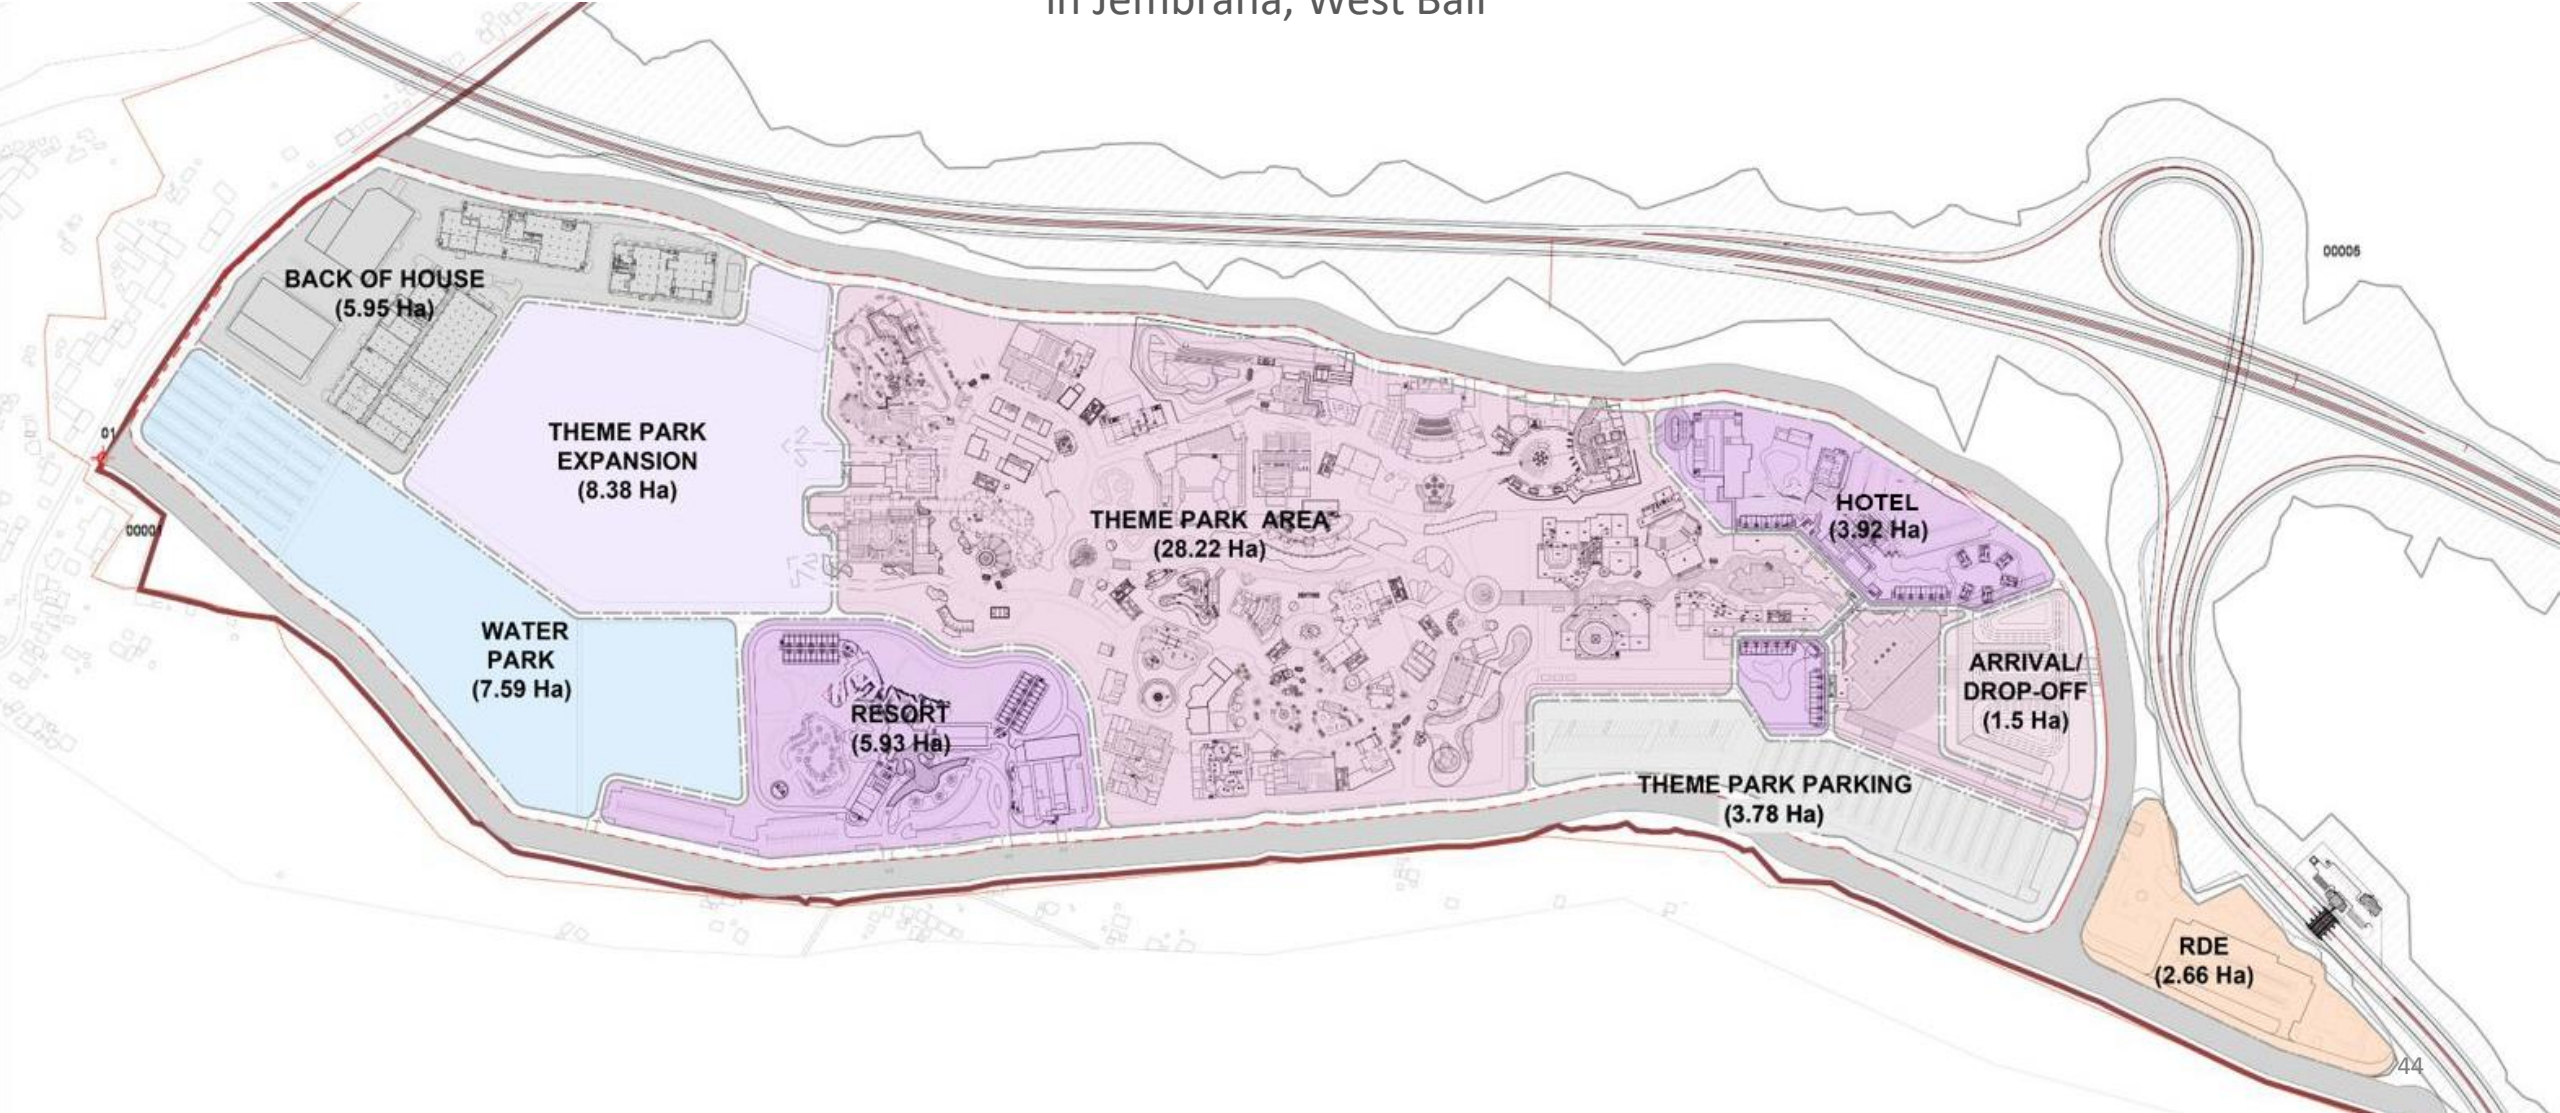 in Jembrana, West Bali
00005
BACK OF HOUSE
(5.95 Ha)
THEME PARK
EXPANSION
(8.38 Ha)
01
00001
THEME PARK AREA
(28.22 Ha)
HOTEL
(3.92 Ha)
WATER
PARK
(7.59 Ha)
RESORT
(5.93 Ha)
ARRIVAL/
DROP-OFF
(1.5 Ha)
THEME PARK PARKING
(3.78 Ha)
RDE
(2.66 Ha)
44